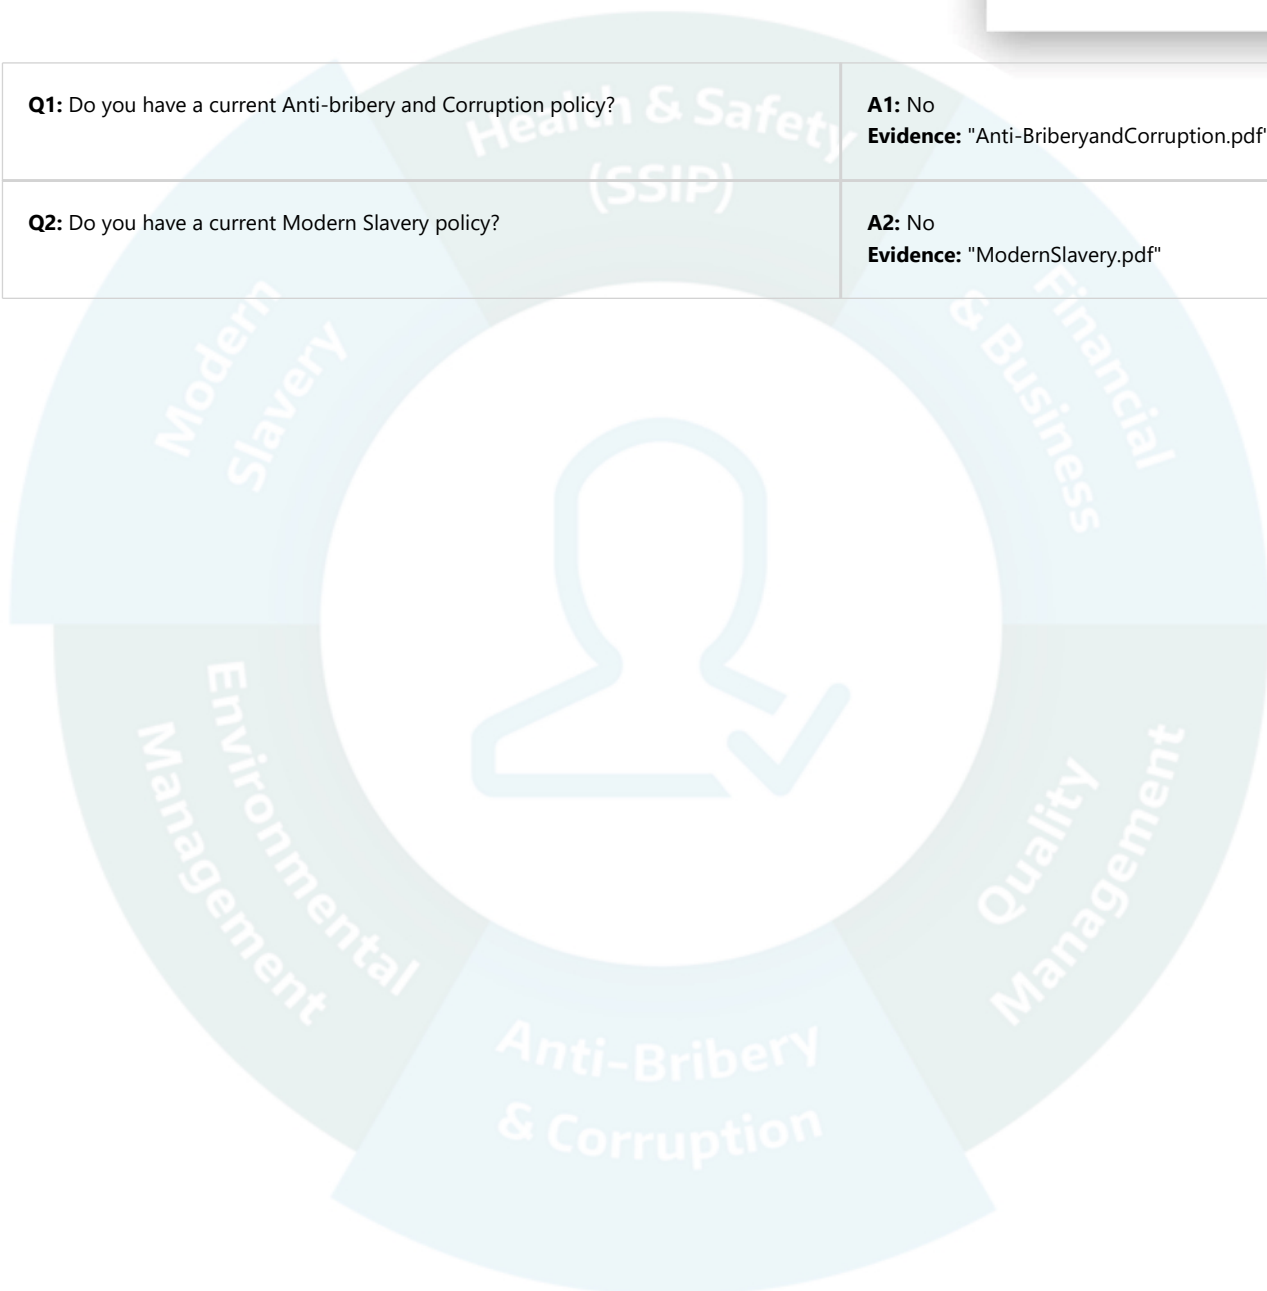 Q1: Do you have a current Anti-bribery and Corruption policy?
A1: No
Evidence: "Anti-BriberyandCorruption.pdf"
Q2: Do you have a current Modern Slavery policy?
A2: No
Evidence: "ModernSlavery.pdf"
Health & Safety
(SSIP)
Modern
Slavery
Financial
& Business
Environmental
Management
Quality
Management
Anti-Bribery
& Corruption